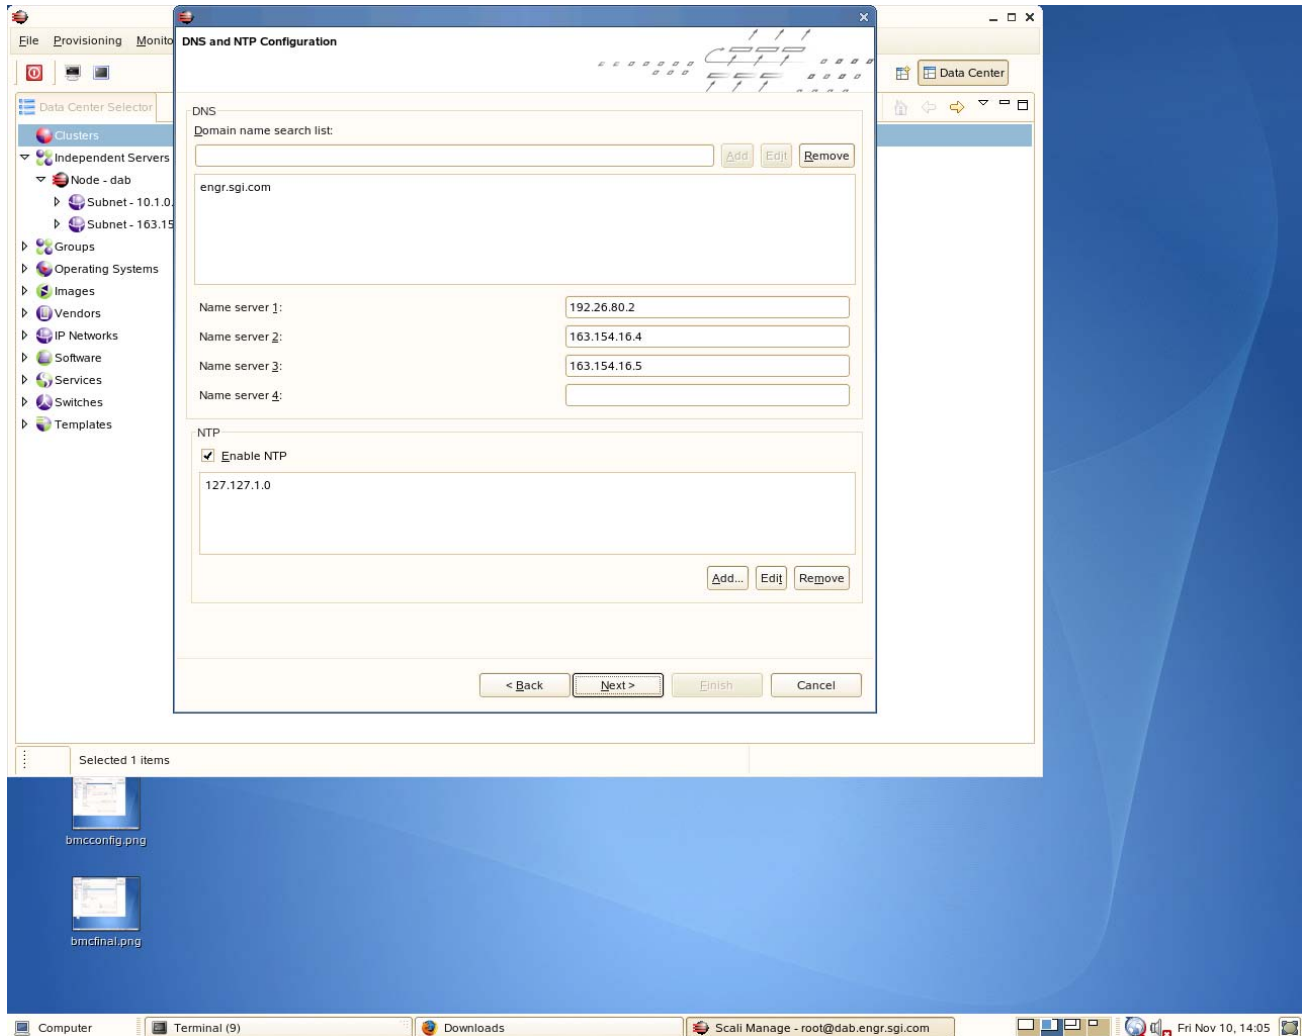 File Provisioning Monito
DNS and NTP Configuration
Data Center
Data Center Selector
Clusters
Independent Servers
Node - dab
Subnet - 10.1.0.
Subnet - 163.15
Groups
Operating Systems
Images
Vendors
IP Networks
Software
Services
Switches
Templates
DNS
Domain name search list:
Add Edit Remove
engr.sgi.com
Name server 1: 192.26.80.2
Name server 2: 163.154.16.4
Name server 3: 163.154.16.5
Name server 4:
NTP
Enable NTP
127.127.1.0
Add... Edit Remove
< Back Next > Finish Cancel
Selected 1 items
bmcconfig.png
bmcfinal.png
Computer Terminal (9) Downloads Scali Manage - root@dab.engr.sgi.com Fri Nov 10, 14:05